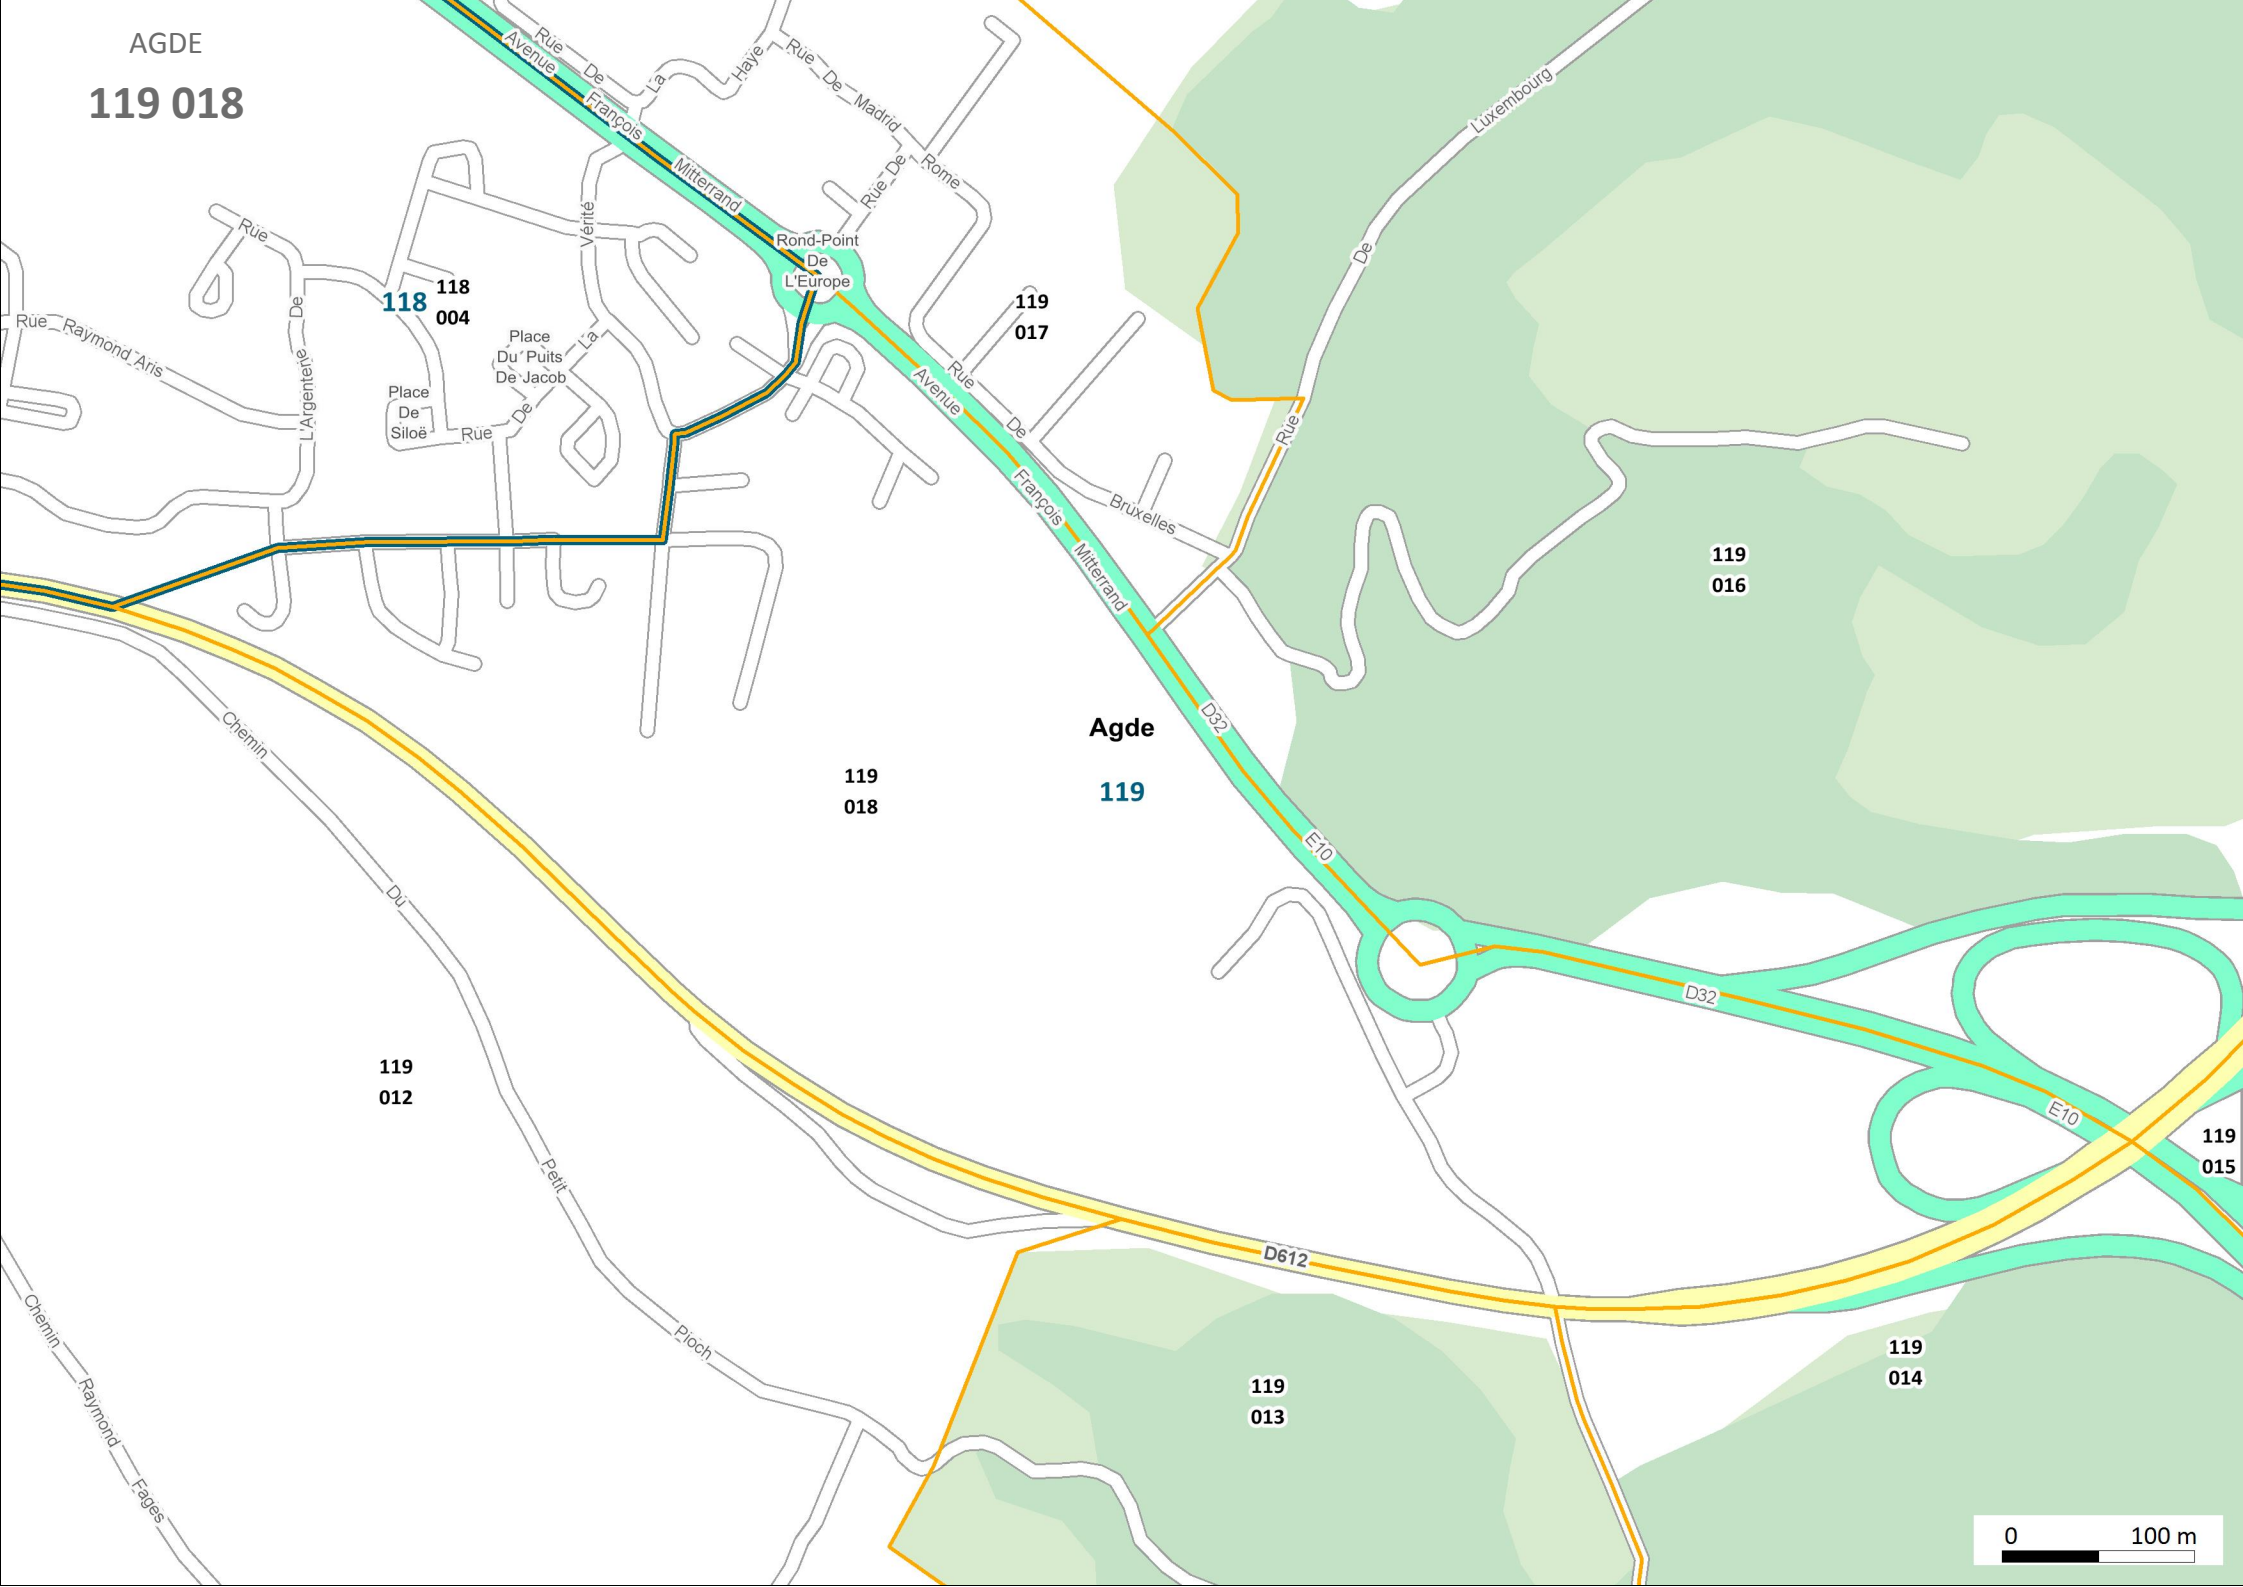 AGDE
119 018
Avenue
François
Mitterrand
Rue
De
La
Haye
Rue
De
Madrid
Rue De
Rome
Luxembourg
De
Rue
Rond-Point
De
L'Europe
Rue
De
L'Argenterie
118
118
004
Vérité
La
De
Rue
Place
Du Puits
De Jacob
Place
De
Siloë
Rue
Raymond Aris
119
017
Rue
De
Bruxelles
Avenue
François
Mitterrand
119
016
D32
Agde
119
119
018
E10
D32
E10
119
015
Chemin
Du
Petit
Pioch
119
012
D612
119
013
119
014
Chemin
Raymond
Fages
0
100 m